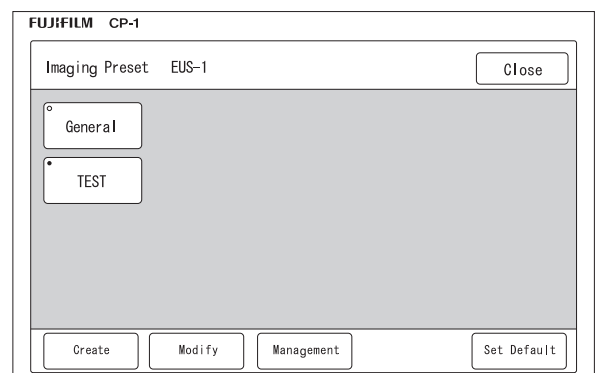 FUJIFILM CP-1
Imaging Preset EUS-1
Close
General
TEST
Create Modify Management Set Default